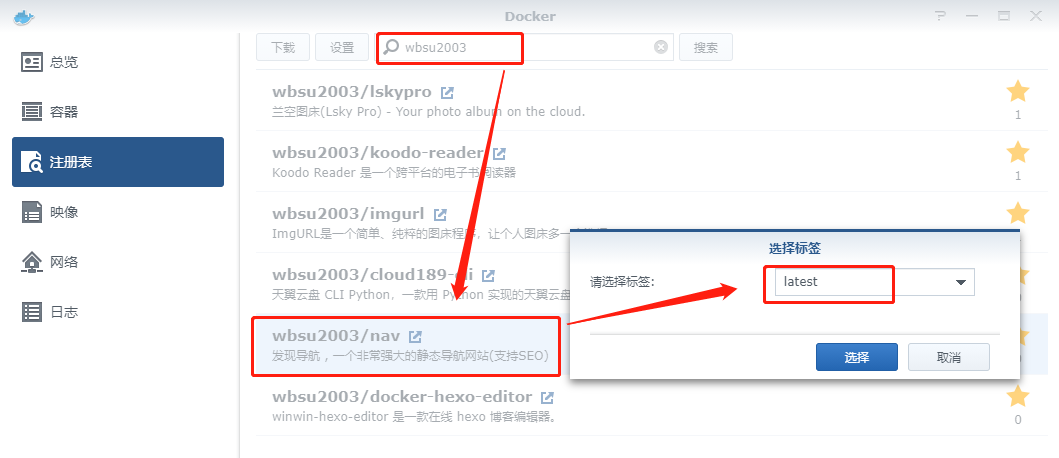 Docker
总览
容器
注册表
映像
网络
日志
下载 设置 wbsu2003 搜索
wbsu2003/lskypro
兰空图床(Lsky Pro) - Your photo album on the cloud.
1
wbsu2003/koodo-reader
Koodo Reader 是一个跨平台的电子书阅读器
1
wbsu2003/imgurl
ImgURL是一个简单、纯粹的图床程序，让个人图床多一
wbsu2003/cloud189-cli
天翼云盘 CLI Python，一款用 Python 实现的天翼云盘
wbsu2003/nav
发现导航，一个非常强大的静态导航网站(支持SEO)
wbsu2003/docker-hexo-editor
winwin-hexo-editor 是一款在线 hexo 博客编辑器。
0
选择标签
请选择标签: latest
选择 取消